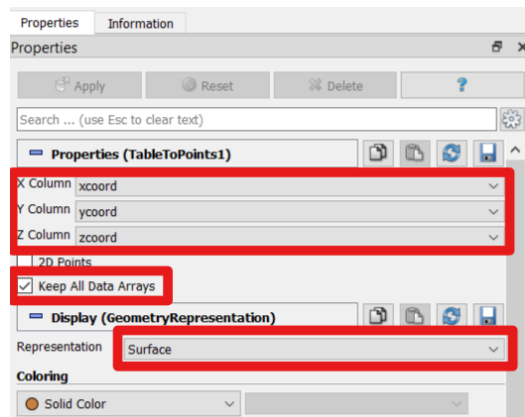 Properties Information
Properties
Apply Reset Delete ?
Search ... (use Esc to clear text)
Properties (TableToPoints1)
X Column xcoord
Y Column ycoord
Z Column zcoord
2D Points
Keep All Data Arrays
Display (GeometryRepresentation)
Representation Surface
Coloring
Solid Color